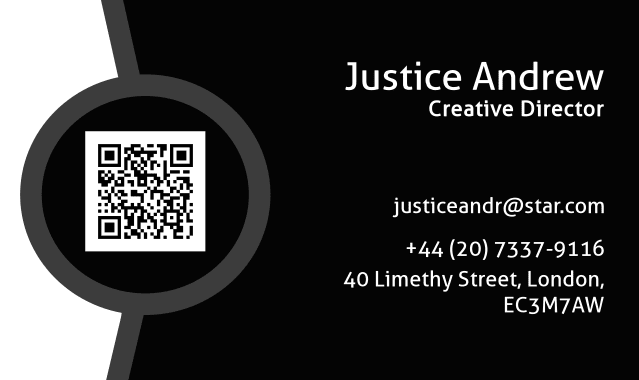 Justice Andrew
Creative Director
justiceandr@star.com
+44 (20) 7337-9116
40 Limethy Street, London,
EC3M7AW